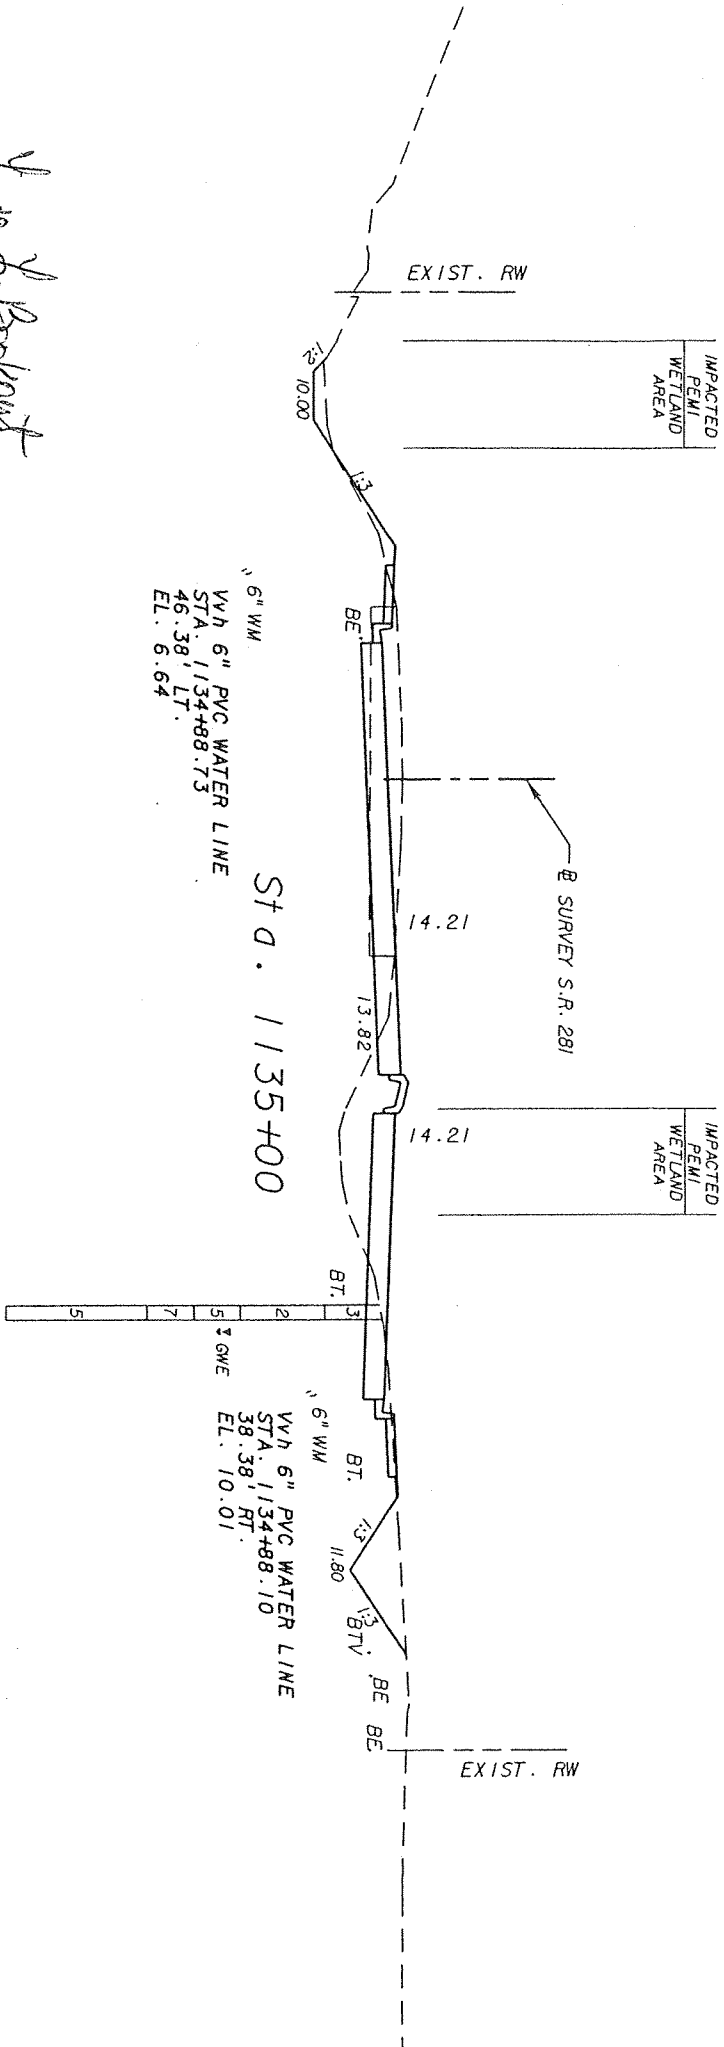 EXIST. RW
IMPACTED
PEMI
WETLAND
AREA
1:2
10.00
1:3
BE
℄ SURVEY S.R. 281
14.21
13.82
14.21
IMPACTED
PEMI
WETLAND
AREA
6" WM
Vvh 6" PVC WATER LINE
STA. 1134+88.73
46.38' LT.
EL. 6.64
Sta. 1135+00
BT.
3
2
5
7
5
GWE
6" WM
Vvh 6" PVC WATER LINE
STA. 1134+88.10
38.38' RT.
EL. 10.01
BT.
1:3
11.80
1:3
BTV
BE
BE
EXIST. RW